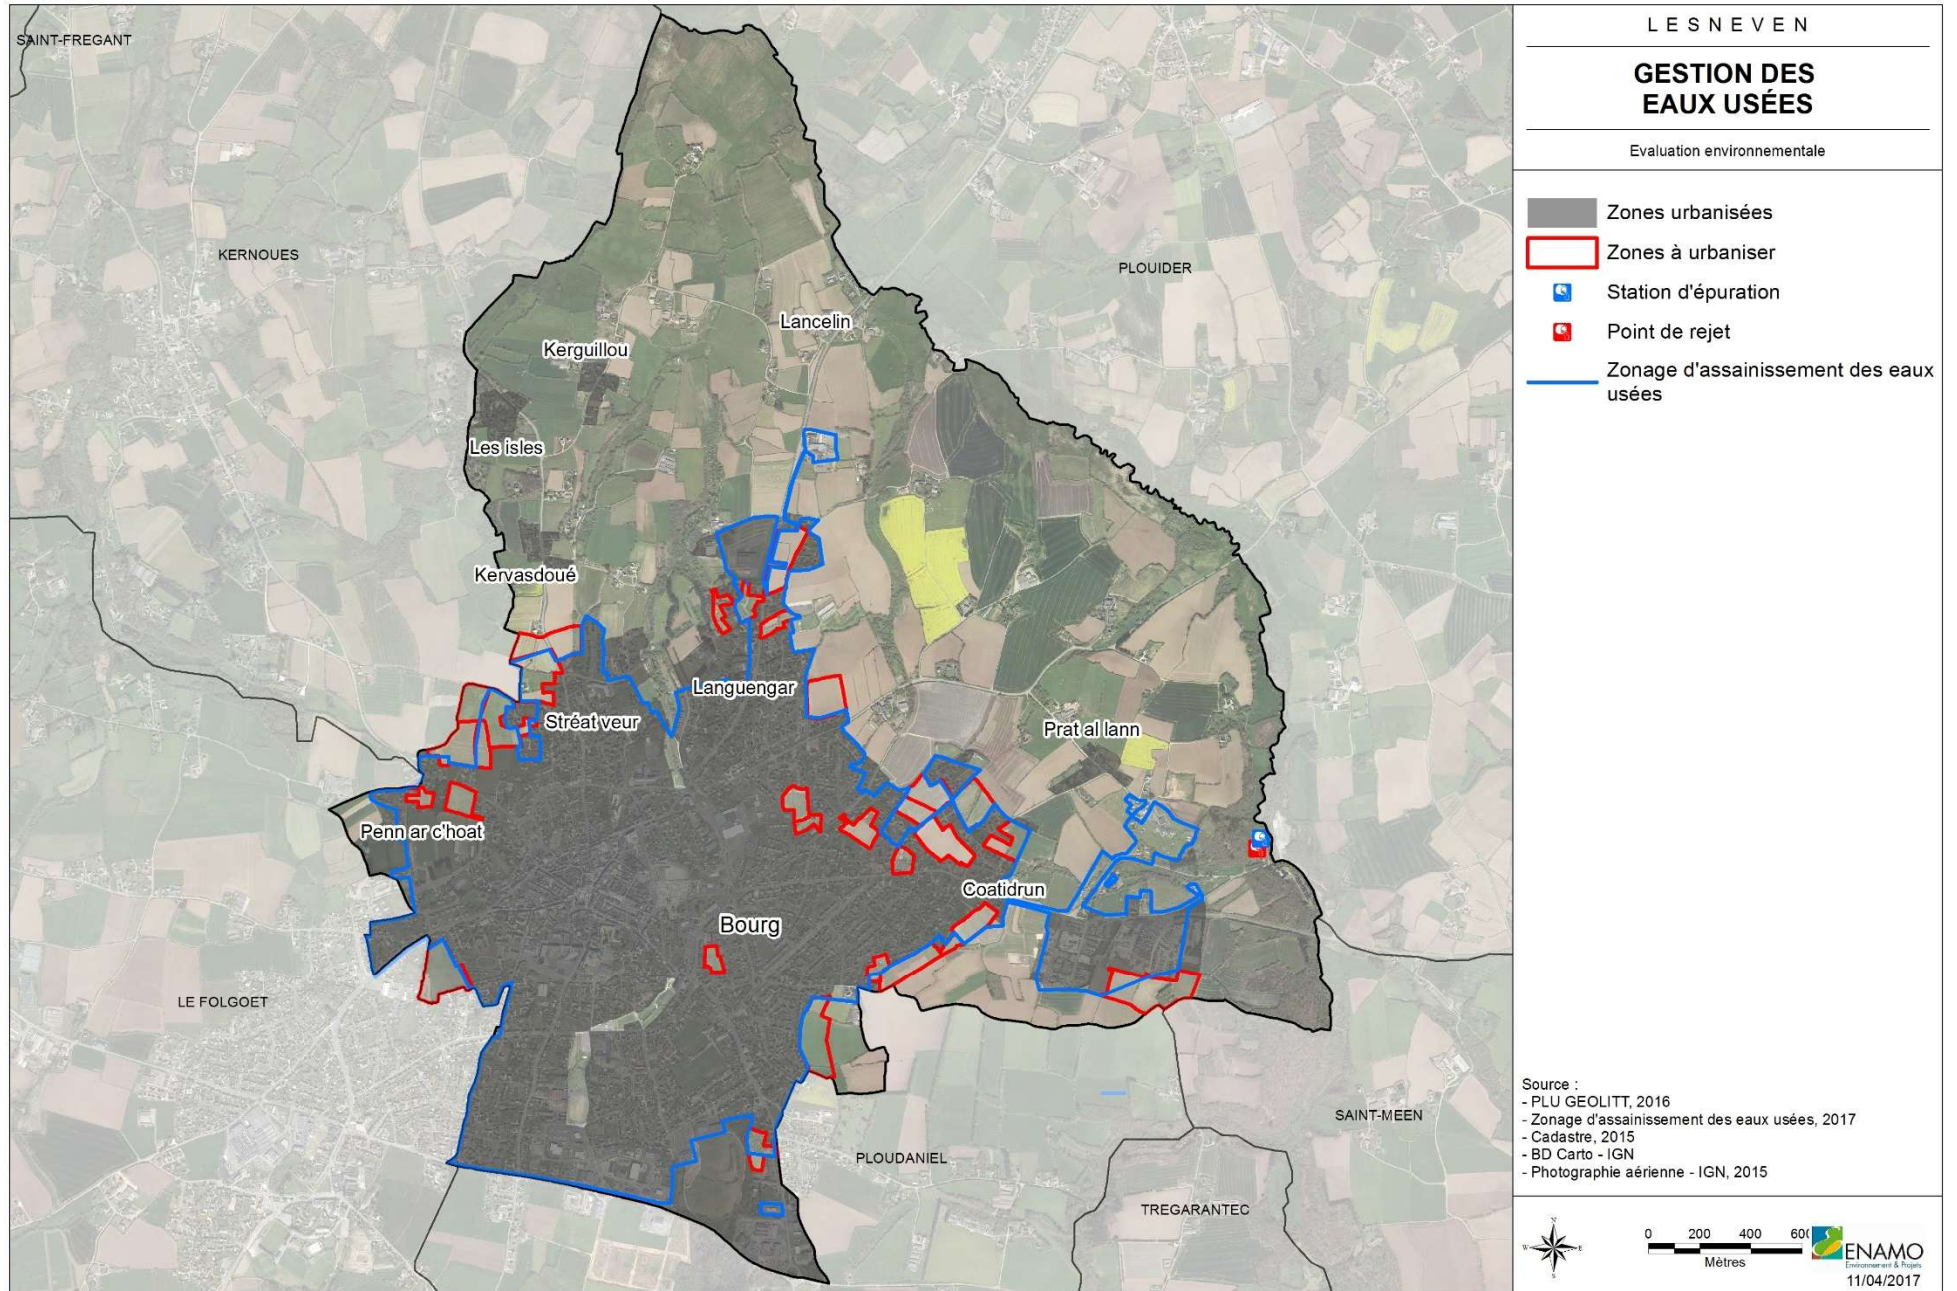 SAINT-FREGANT
KERNOUES
PLOUIDER
Lancelin
Kerguillou
Les isles
Kervasdoué
Languengar
Stréat veur
Prat al lann
Penn ar c'hoat
Coatidrun
Bourg
LE FOLGOET
PLOUDANIEL
SAINT-MEEN
TREGARANTEC
LESNEVEN
GESTION DES
EAUX USÉES
Evaluation environnementale
Zones urbanisées
Zones à urbaniser
Station d'épuration
Point de rejet
Zonage d'assainissement des eaux
usées
Source :
- PLU GEOLITT, 2016
- Zonage d'assainissement des eaux usées, 2017
- Cadastre, 2015
- BD Carto - IGN
- Photographie aérienne - IGN, 2015
N
W E
S
0 200 400 600
Mètres
ENAMO
Environnement & Projets
11/04/2017